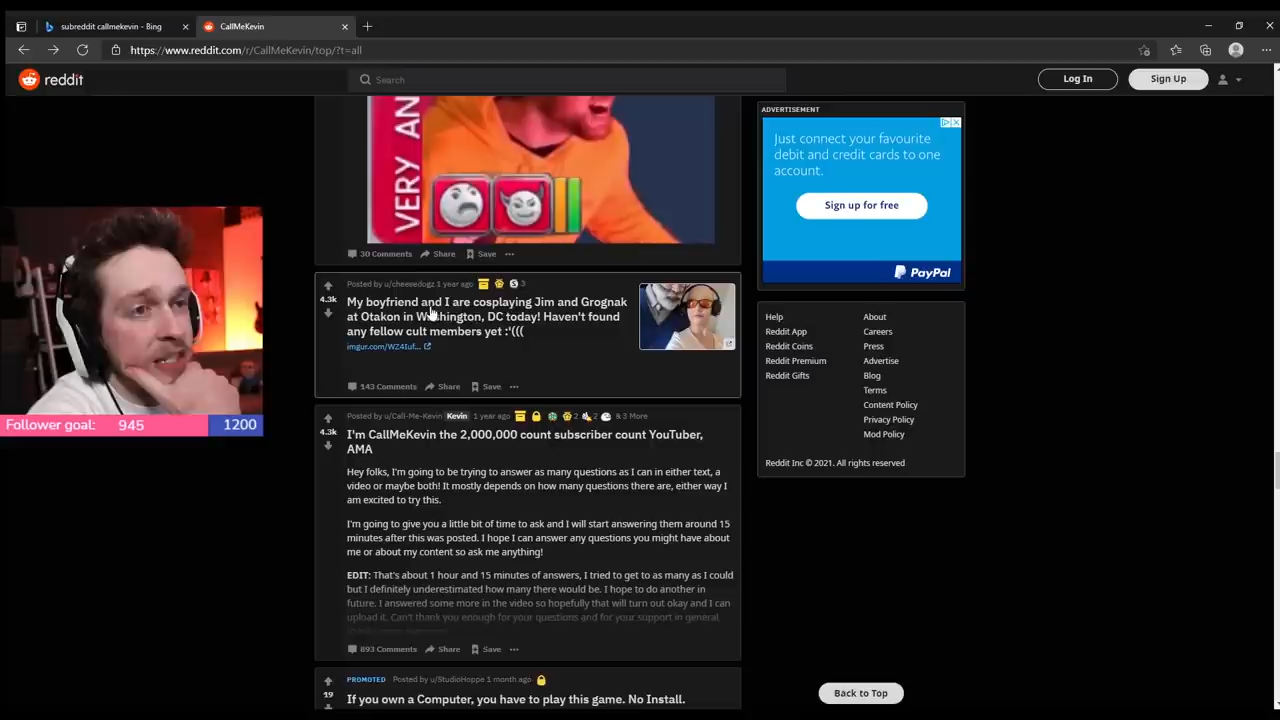 subreddit callmekevin - Bing
CallMeKevin
https://www.reddit.com/r/CallMeKevin/top/?t=all
reddit
Search
Log In
Sign Up
VERY AN
30 Comments Share Save
Posted by u/cheesedogz 1 year ago 3
4.3k
My boyfriend and I are cosplaying Jim and Grognak
at Otakon in Washington, DC today! Haven't found
any fellow cult members yet :'(((
imgur.com/WZ4Iuf...
143 Comments Share Save
Posted by u/Call-Me-Kevin Kevin 1 year ago 2 2 & 3 More
4.3k
I'm CallMeKevin the 2,000,000 count subscriber count YouTuber,
AMA
Hey folks, I'm going to be trying to answer as many questions as I can in either text, a
video or maybe both! It mostly depends on how many questions there are, either way I
am excited to try this.
I'm going to give you a little bit of time to ask and I will start answering them around 15
minutes after this was posted. I hope I can answer any questions you might have about
me or about my content so ask me anything!
EDIT: That's about 1 hour and 15 minutes of answers, I tried to get to as many as I could
but I definitely underestimated how many there would be. I hope to do another in
future. I answered some more in the video so hopefully that will turn out okay and I can
upload it. Can't thank you enough for your questions and for your support in general
893 Comments Share Save
PROMOTED Posted by u/StudioHoppe 1 month ago
19
If you own a Computer, you have to play this game. No Install.
ADVERTISEMENT
Just connect your favourite
debit and credit cards to one
account.
Sign up for free
PayPal
Help About
Reddit App Careers
Reddit Coins Press
Reddit Premium Advertise
Reddit Gifts Blog
Terms
Content Policy
Privacy Policy
Mod Policy
Reddit Inc © 2021. All rights reserved
Back to Top
Follower goal: 945 1200